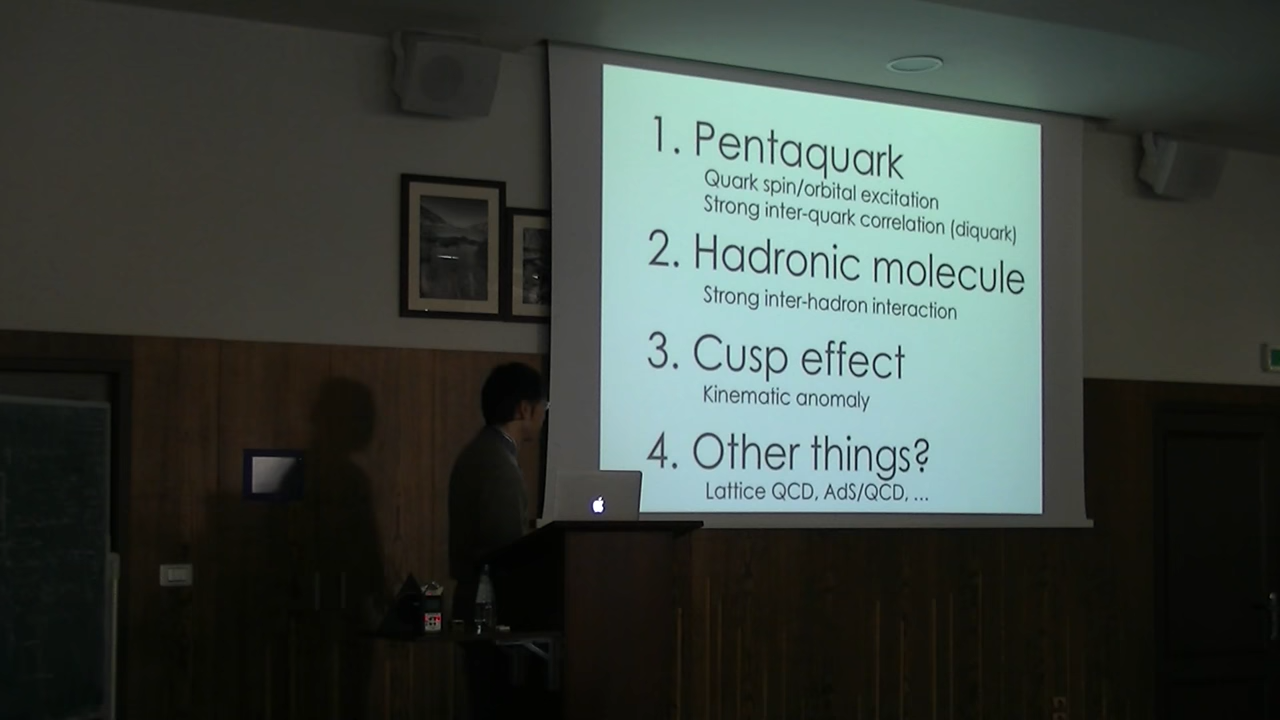 1. Pentaquark
Quark spin/orbital excitation
Strong inter-quark correlation (diquark)
2. Hadronic molecule
Strong inter-hadron interaction
3. Cusp effect
Kinematic anomaly
4. Other things?
Lattice QCD, AdS/QCD, ...